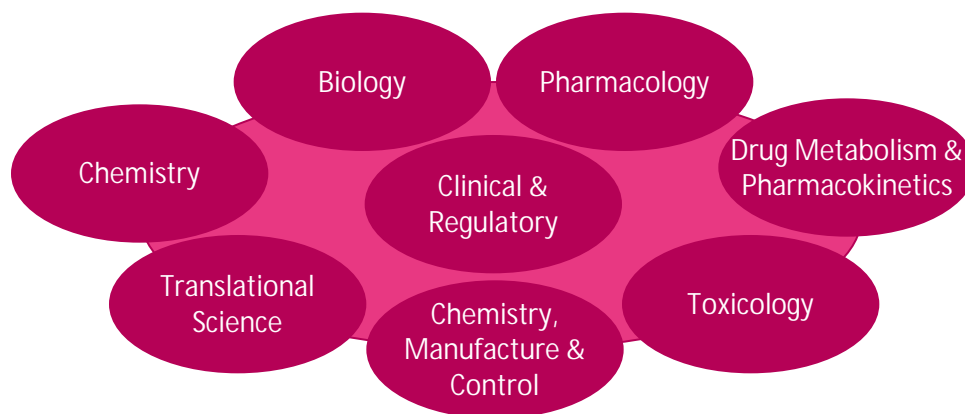 Biology
Pharmacology
Chemistry
Drug Metabolism &
Pharmacokinetics
Clinical &
Regulatory
Translational
Science
Chemistry,
Manufacture &
Control
Toxicology